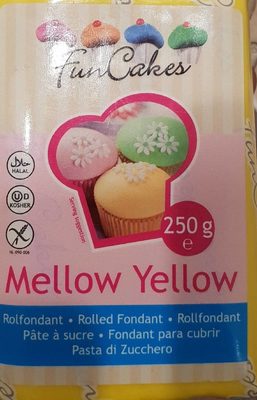 FunCakes
حلال
HALAL
U D
KOSHER
Serving suggestion
250 g
e
Mellow Yellow
Rolfondant • Rolled Fondant • Rollfondant
Pâte à sucre • Fondant para cubrir
Pasta di Zucchero